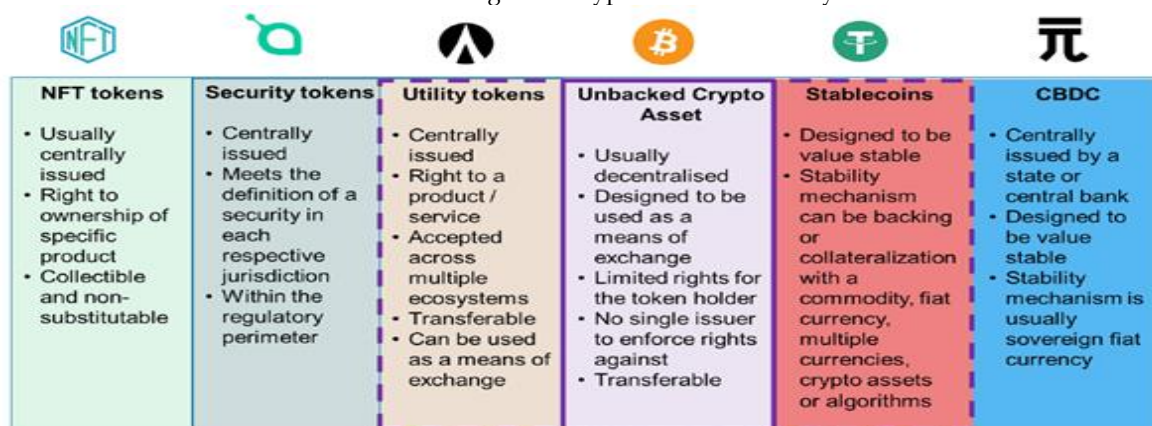 NFT
NFT tokens
• Usually
centrally
issued
• Right to
ownership of
specific
product
• Collectible
and non-
substitutable
Security tokens
• Centrally
issued
• Meets the
definition of a
security in
each
respective
jurisdiction
• Within the
regulatory
perimeter
Utility tokens
• Centrally
issued
• Right to a
product /
service
• Accepted
across
multiple
ecosystems
• Transferable
• Can be used
as a means of
exchange
Unbacked Crypto
Asset
• Usually
decentralised
• Designed to be
used as a
means of
exchange
• Limited rights for
the token holder
• No single issuer
to enforce rights
against
• Transferable
Stablecoins
• Designed to be
value stable
• Stability
mechanism
can be backing
or
collateralization
with a
commodity, fiat
currency,
multiple
currencies,
crypto assets
or algorithms
CBDC
• Centrally
issued by a
state or
central bank
• Designed to
be value
stable
• Stability
mechanism is
usually
sovereign fiat
currency